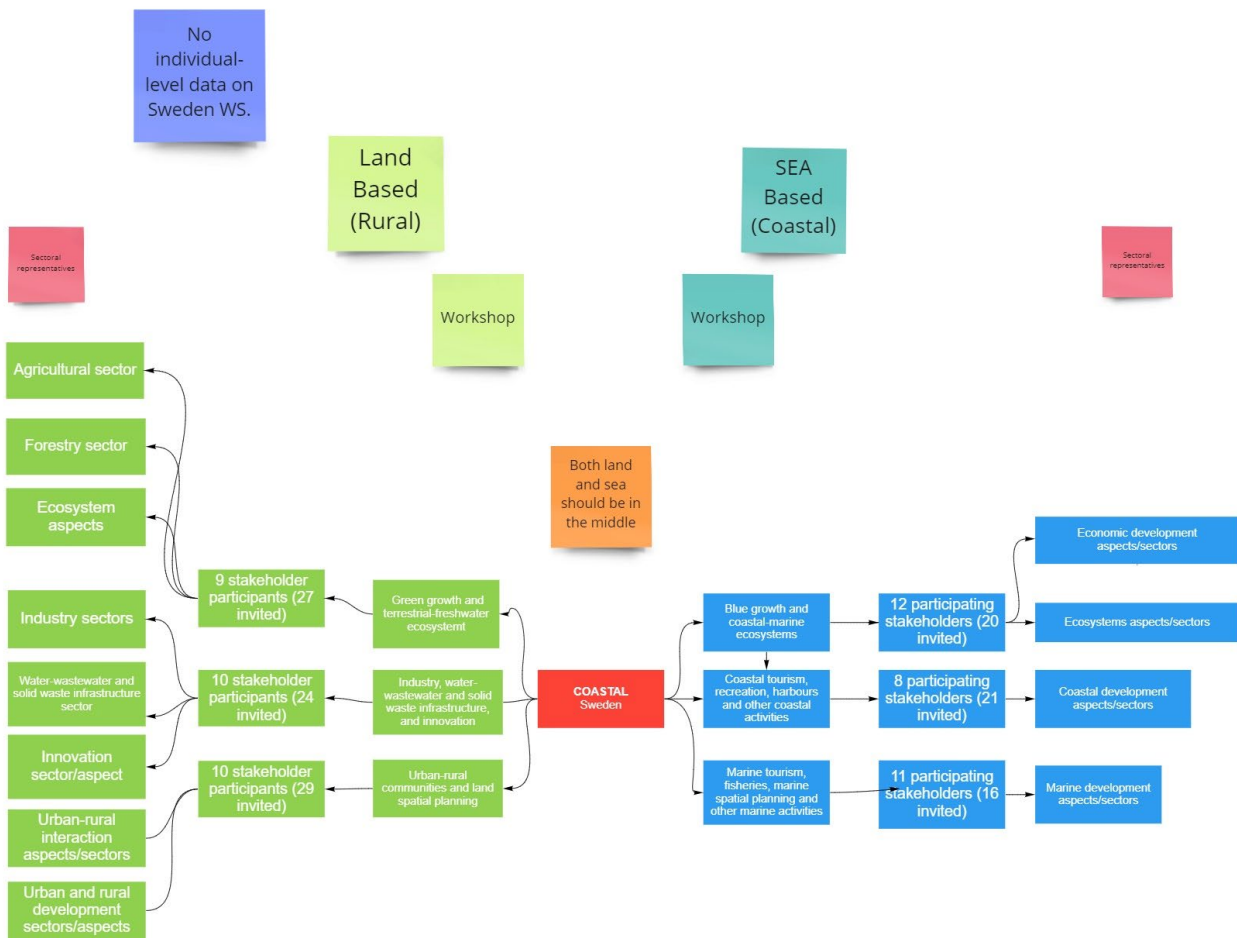 No
individual-
level data on
Sweden WS.
Land
Based
(Rural)
SEA
Based
(Coastal)
Sectoral
representatives
Sectoral
representatives
Workshop
Workshop
Agricultural sector
Forestry sector
Ecosystem
aspects
Both land
and sea
should be in
the middle
Industry sectors
Water-wastewater and
solid waste infrastructure
sector
Innovation
sector/aspect
Urban-rural
interaction
aspects/sectors
Urban and rural
development
sectors/aspects
9 stakeholder
participants (27
invited)
10 stakeholder
participants (24
invited)
10 stakeholder
participants (29
invited)
Green growth and
terrestrial-freshwater
ecosystemt
Industry, water-
wastewater and solid
waste infrastructure,
and innovation
Urban-rural
communities and land
spatial planning
COASTAL
Sweden
Blue growth and
coastal-marine
ecosystems
Coastal tourism,
recreation, harbours
and other coastal
activities
Marine tourism,
fisheries, marine
spatial planning and
other marine activities
12 participating
stakeholders (20
invited)
8 participating
stakeholders (21
invited)
11 participating
stakeholders (16
invited)
Economic development
aspects/sectors
Ecosystems aspects/sectors
Coastal development
aspects/sectors
Marine development
aspects/sectors